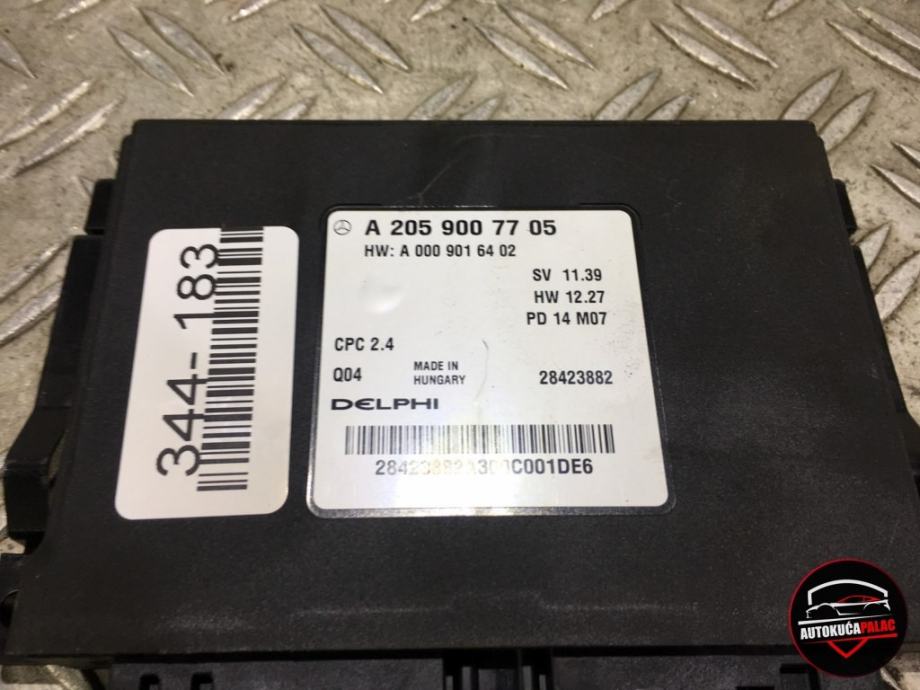 344-183
A 205 900 77 05
HW: A 000 901 64 02
SV 11.39
HW 12.27
PD 14 M07
CPC 2.4
Q04
MADE IN
HUNGARY
28423882
DELPHI
AUTOKUĆAPALAC